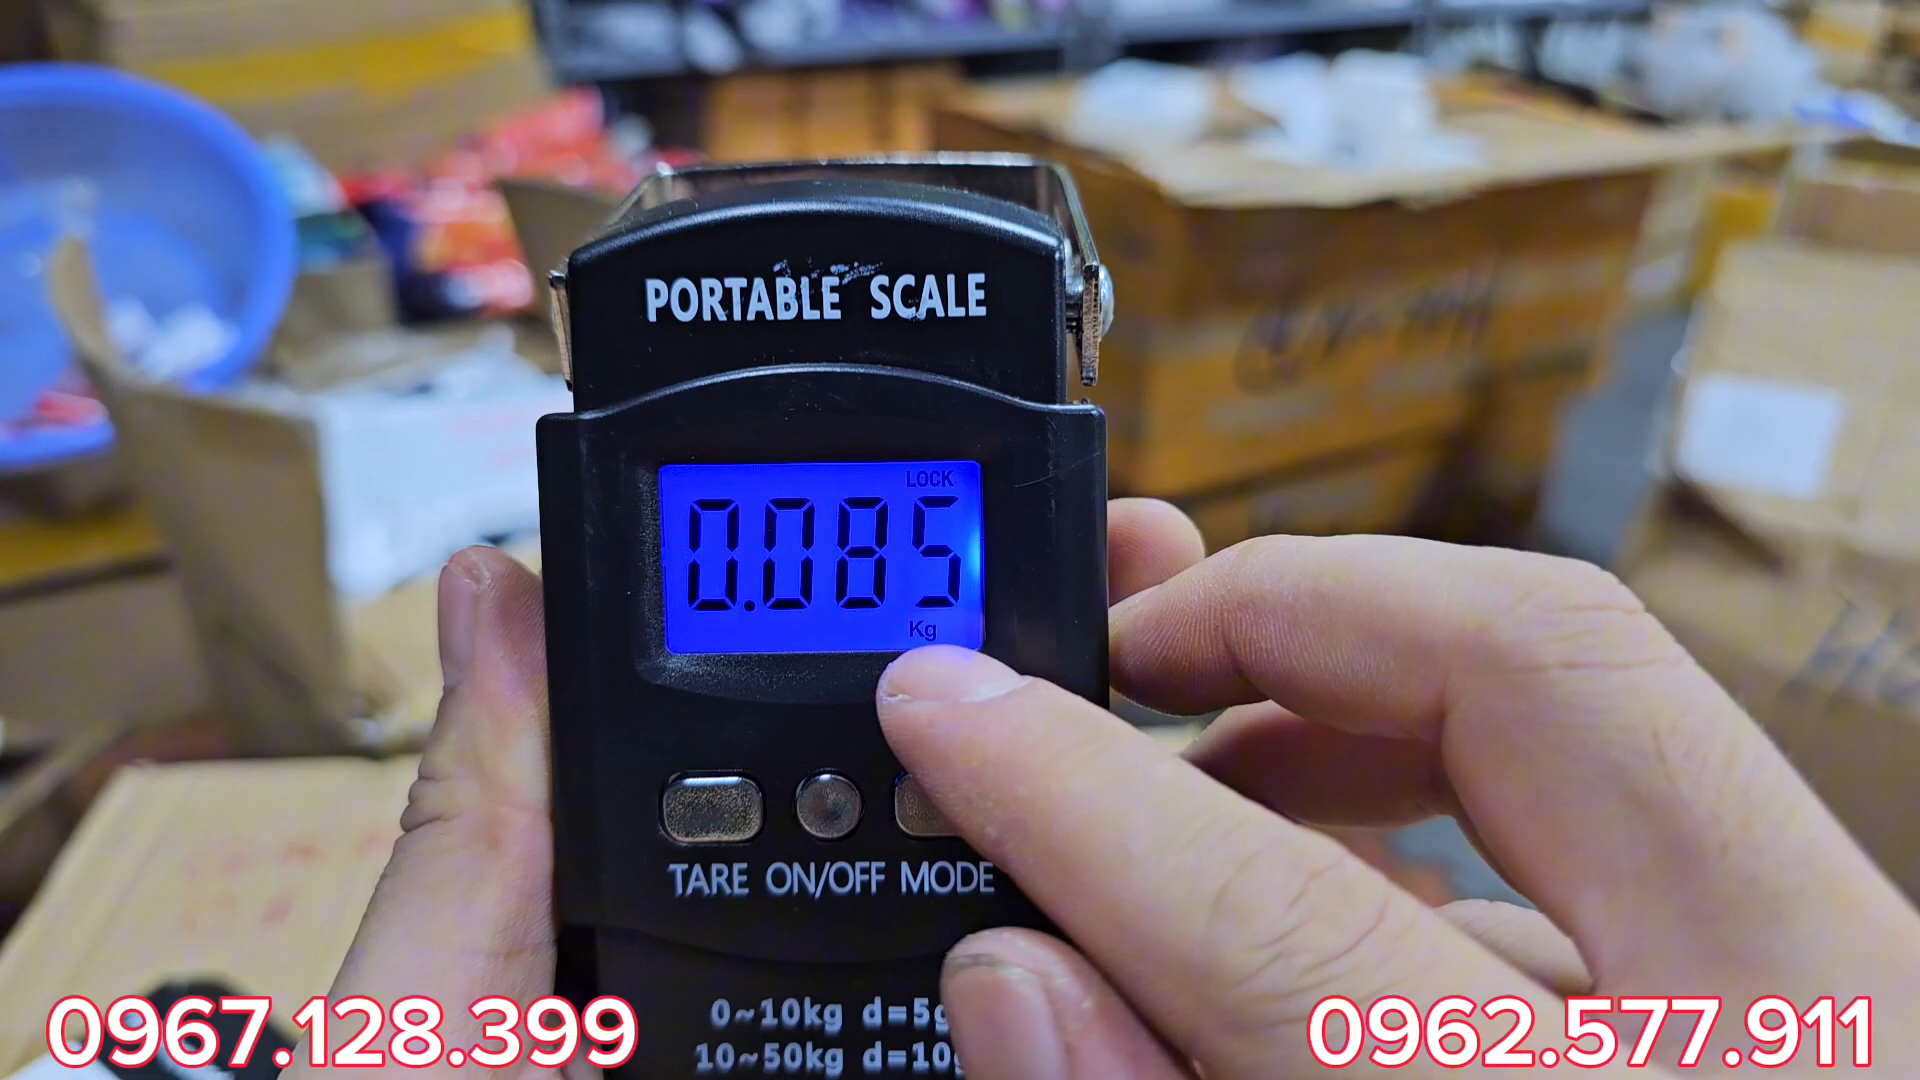 PORTABLE SCALE
LOCK
0.085
Kg
TARE ON/OFF MODE
0~10kg d=5g
10~50kg d=10g
0967.128.399
0962.577.911